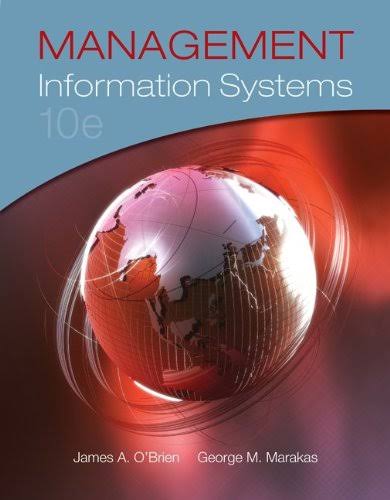 MANAGEMENT
Information Systems
10e
James A. O'Brien George M. Marakas